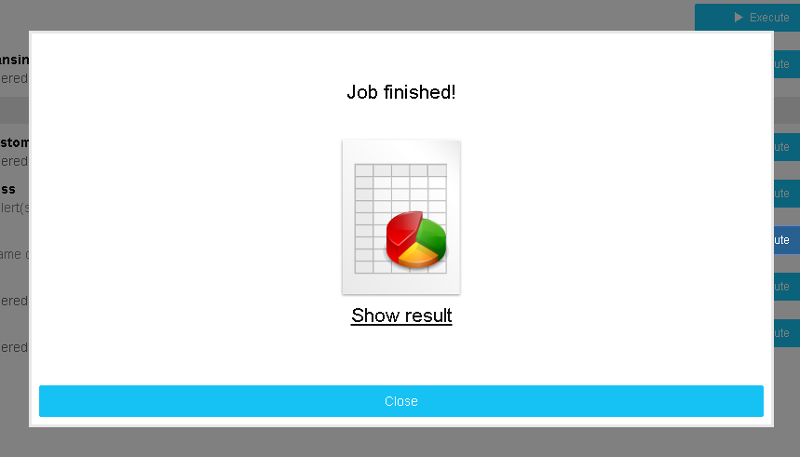 Execute
ansin
ute
ered
Job finished!
stom
ute
ered
ss
ute
lert(s
ute
ame o
ute
ered
Show result
ute
ered
Close